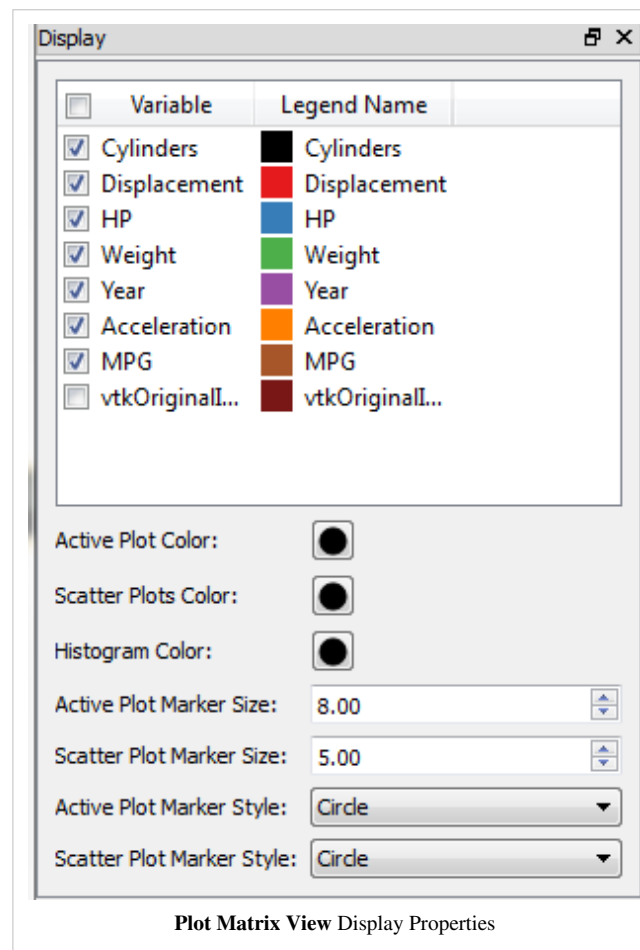 Display
Variable Legend Name
Cylinders Cylinders
Displacement Displacement
HP HP
Weight Weight
Year Year
Acceleration Acceleration
MPG MPG
vtkOriginalI... vtkOriginalI...
Active Plot Color:
Scatter Plots Color:
Histogram Color:
Active Plot Marker Size: 8.00
Scatter Plot Marker Size: 5.00
Active Plot Marker Style: Circle
Scatter Plot Marker Style: Circle
Plot Matrix View Display Properties